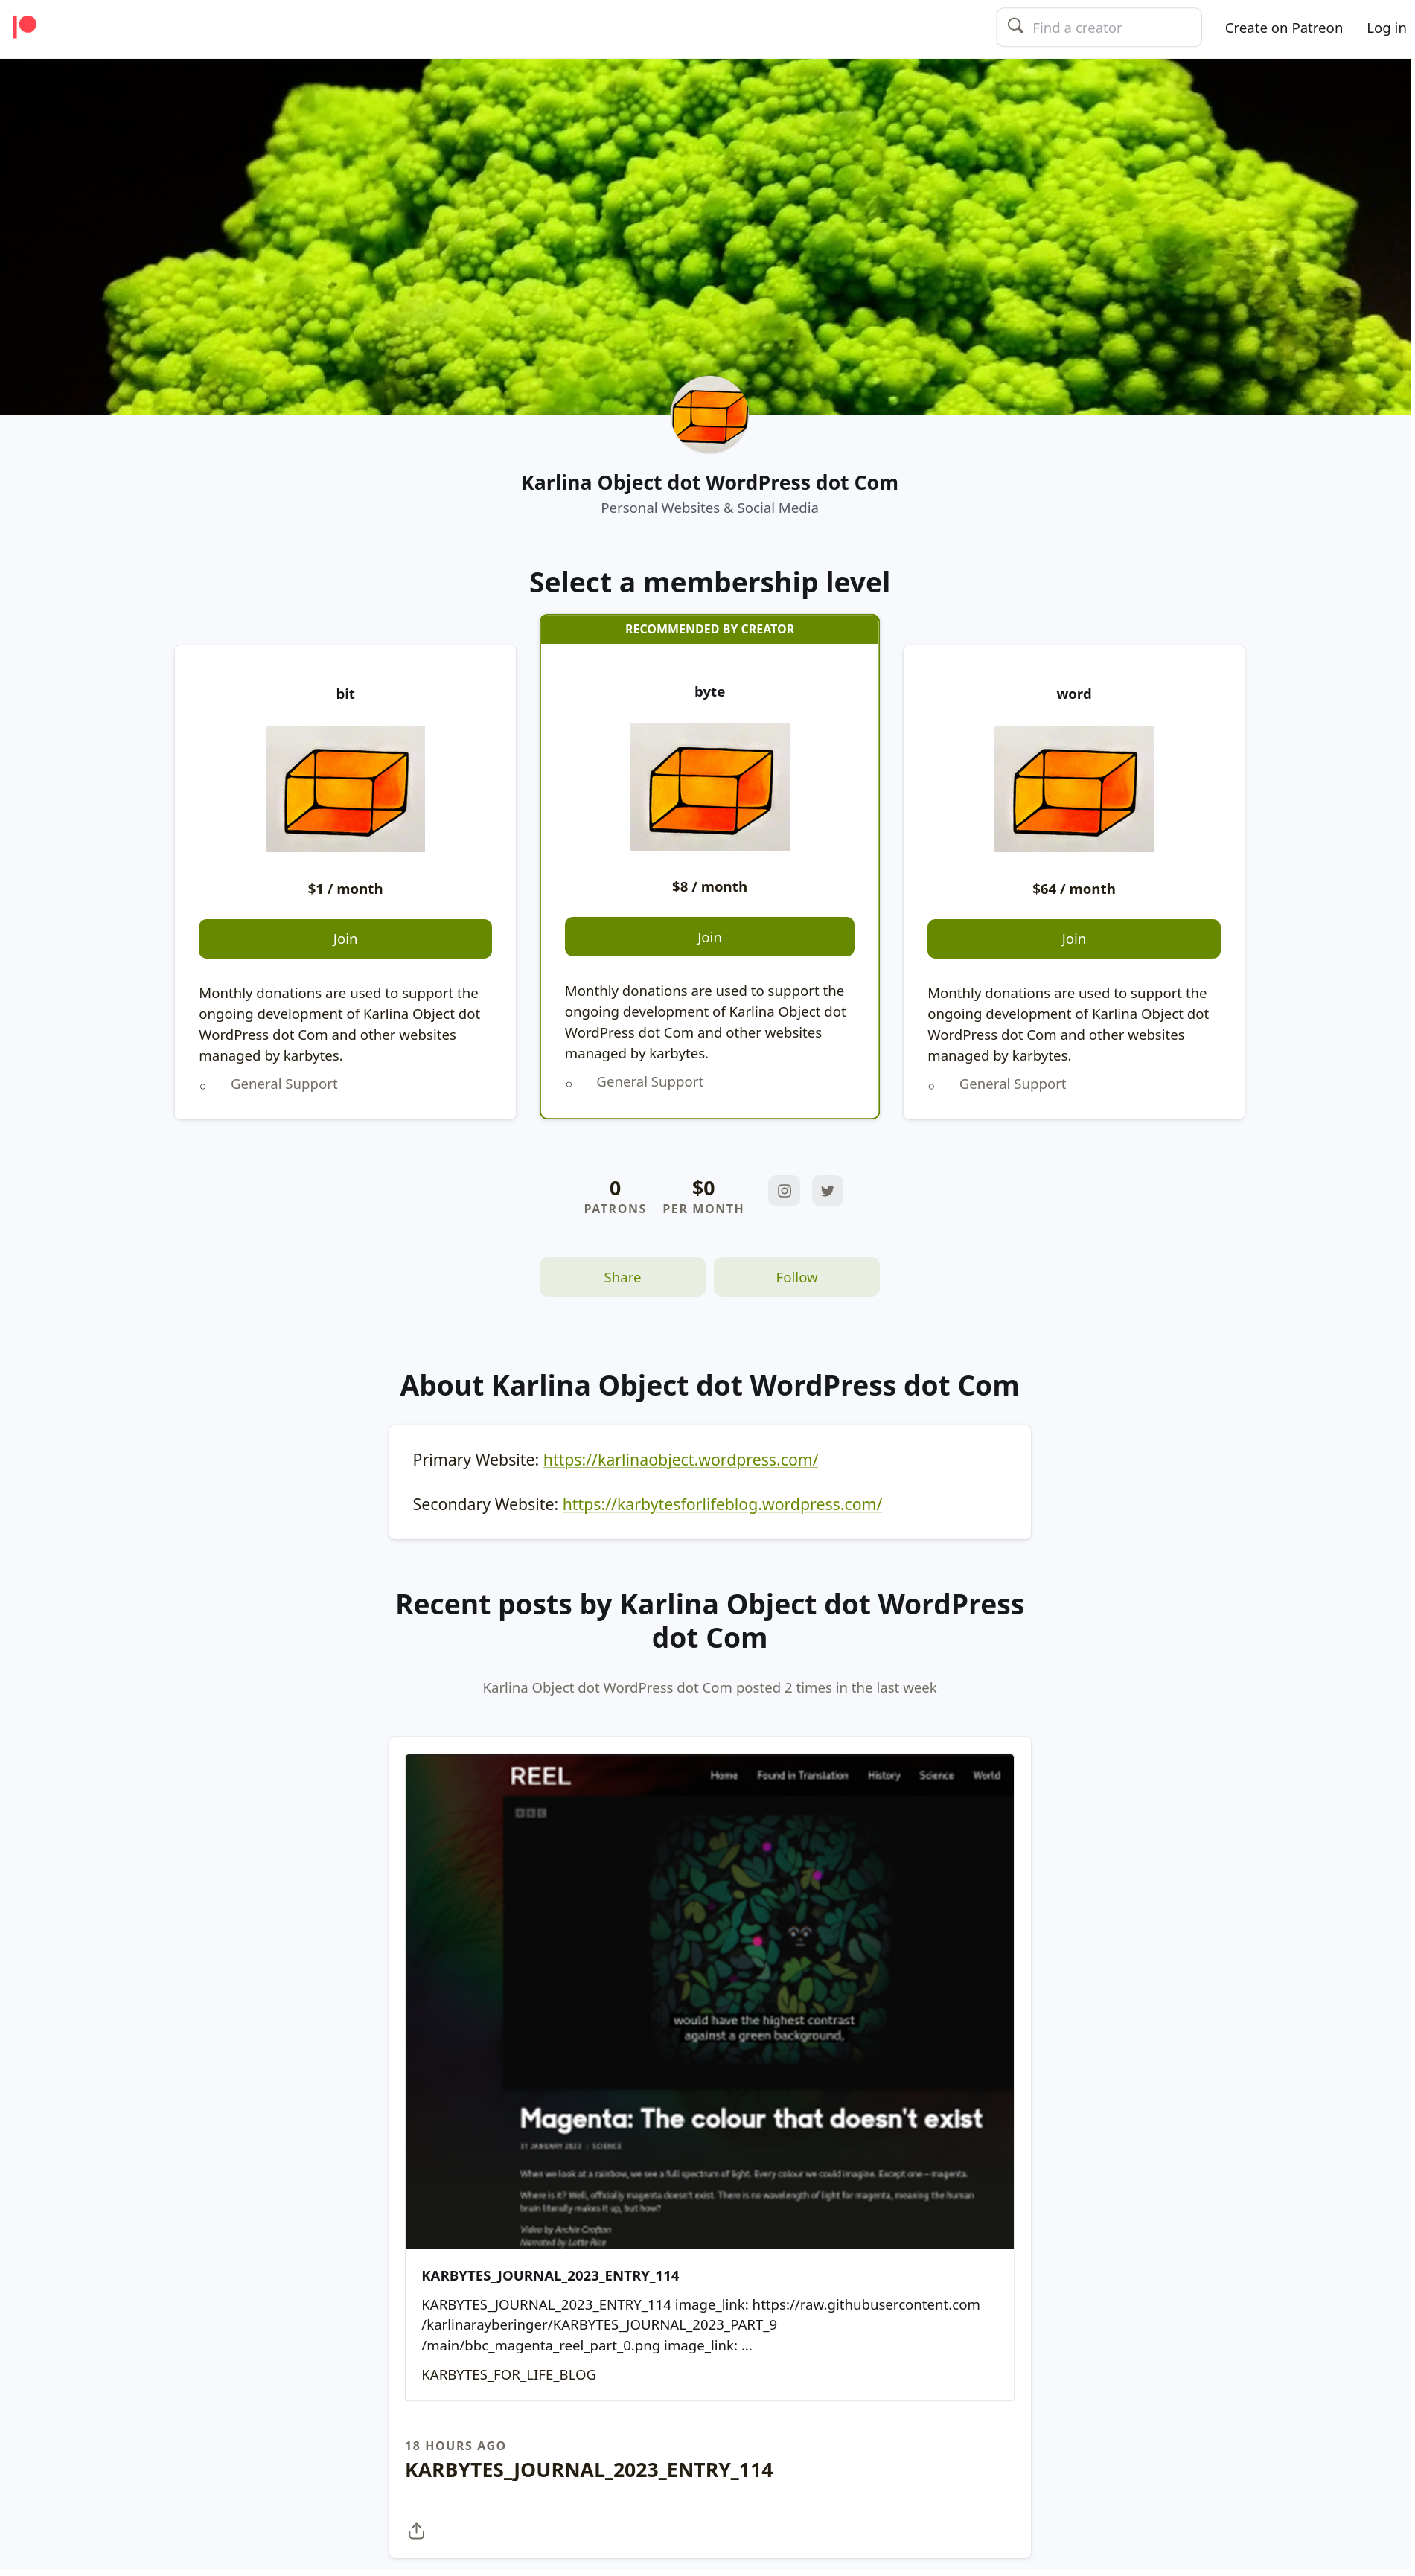 Find a creator
Create on Patreon
Log in
Karlina Object dot WordPress dot Com
Personal Websites & Social Media
Select a membership level
RECOMMENDED BY CREATOR
bit
$1 / month
Join
Monthly donations are used to support the
ongoing development of Karlina Object dot
WordPress dot Com and other websites
managed by karbytes.
General Support
byte
$8 / month
Join
Monthly donations are used to support the
ongoing development of Karlina Object dot
WordPress dot Com and other websites
managed by karbytes.
General Support
word
$64 / month
Join
Monthly donations are used to support the
ongoing development of Karlina Object dot
WordPress dot Com and other websites
managed by karbytes.
General Support
0
PATRONS
$0
PER MONTH
Share
Follow
About Karlina Object dot WordPress dot Com
Primary Website: https://karlinaobject.wordpress.com/
Secondary Website: https://karbytesforlifeblog.wordpress.com/
Recent posts by Karlina Object dot WordPress
dot Com
Karlina Object dot WordPress dot Com posted 2 times in the last week
REEL
Home Found in Translation History Science World
would have the highest contrast
against a green background,
Magenta: The colour that doesn't exist
31 JANUARY 2023 | SCIENCE
When we look at a rainbow, we see a full spectrum of light. Every colour we could imagine. Except one – magenta.
Where is it? Well, officially magenta doesn't exist. There is no wavelength of light for magenta, meaning the human
brain literally makes it up, but how?
Video by Archie Crofton
Narrated by Lotte Rice
KARBYTES_JOURNAL_2023_ENTRY_114
KARBYTES_JOURNAL_2023_ENTRY_114 image_link: https://raw.githubusercontent.com
/karlinarayberinger/KARBYTES_JOURNAL_2023_PART_9
/main/bbc_magenta_reel_part_0.png image_link: ...
KARBYTES_FOR_LIFE_BLOG
18 HOURS AGO
KARBYTES_JOURNAL_2023_ENTRY_114